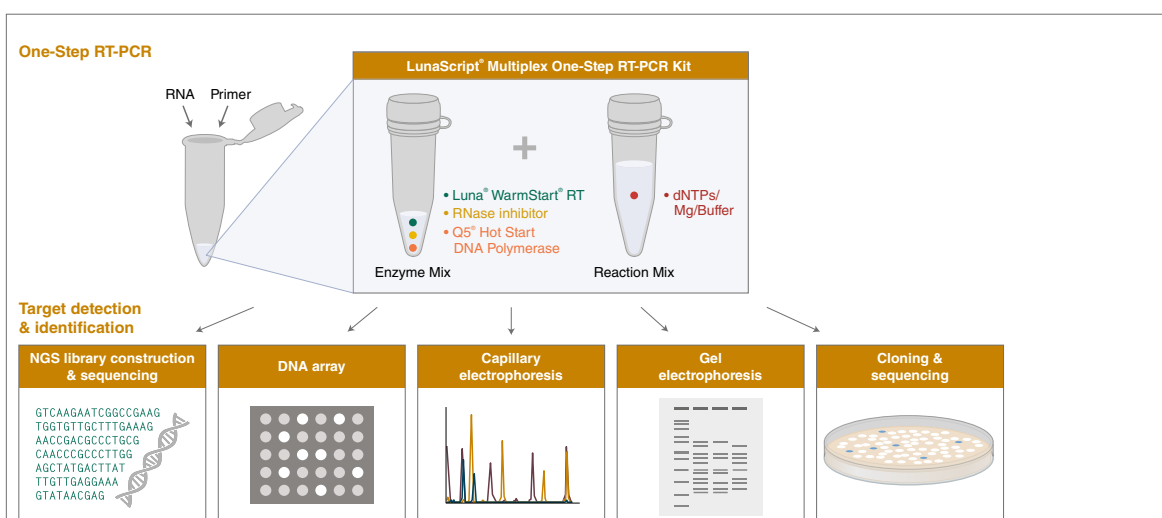 One-Step RT-PCR
LunaScript® Multiplex One-Step RT-PCR Kit
RNA Primer
• Luna® WarmStart® RT
• RNase inhibitor
• Q5® Hot Start
DNA Polymerase
• dNTPs/
Mg/Buffer
Enzyme Mix
Reaction Mix
Target detection
& identification
NGS library construction
& sequencing
DNA array
Capillary
electrophoresis
Gel
electrophoresis
Cloning &
sequencing
GTCAAGAATCGGCCGAAG
TGGTGTTGCTTTGAAAG
AACCGACGCCCTGCG
CAACCCGCCCTTGG
AGCTATGACTTAT
TTGTTGAGGAAA
GTATAACGAG